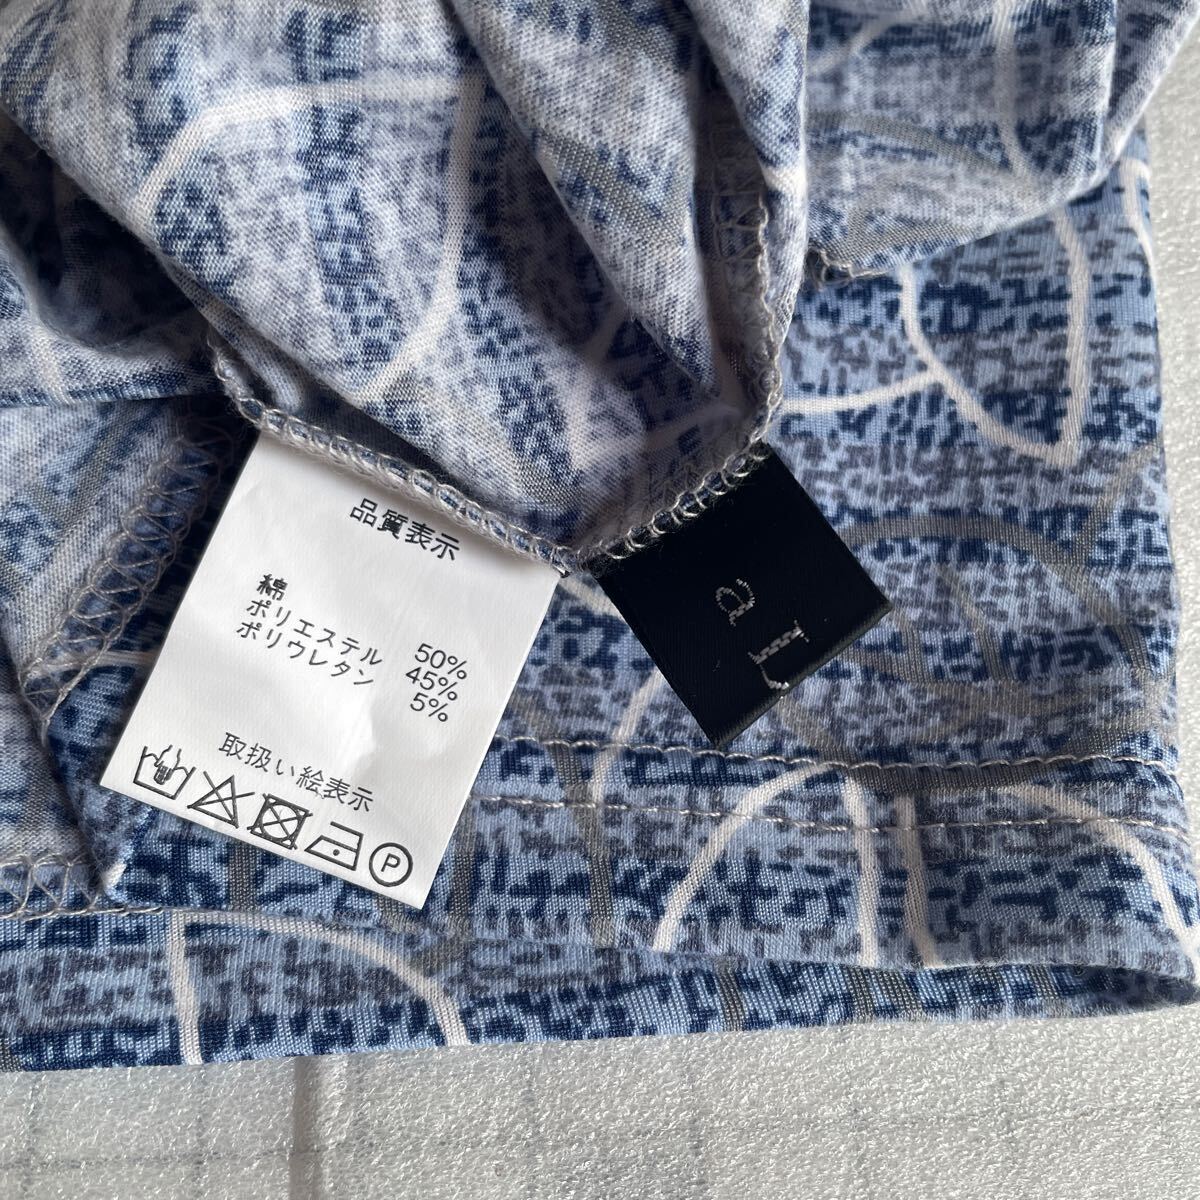 品質表示
綿 50%
ポリエステル 45%
ポリウレタン 5%
取扱い絵表示
P